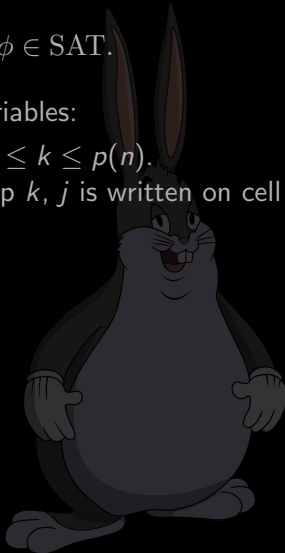 ϕ ∈ SAT.
riables:
≤ k ≤ p(n).
p k, j is written on cell